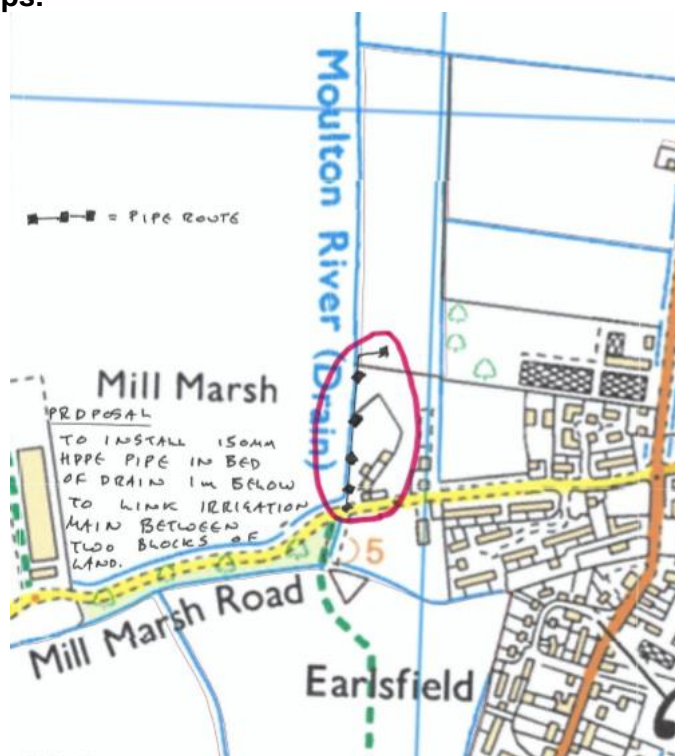 ps:
Moulton River (Drain)
= PIPE ROUTE
Mill Marsh
PROPOSAL
TO INSTALL 150MM
HPPE PIPE IN BED
OF DRAIN 1M BELOW
TO LINK IRRIGATION
MAIN BETWEEN
TWO BLOCKS OF
LAND.
5
Mill Marsh Road
Earlsfield